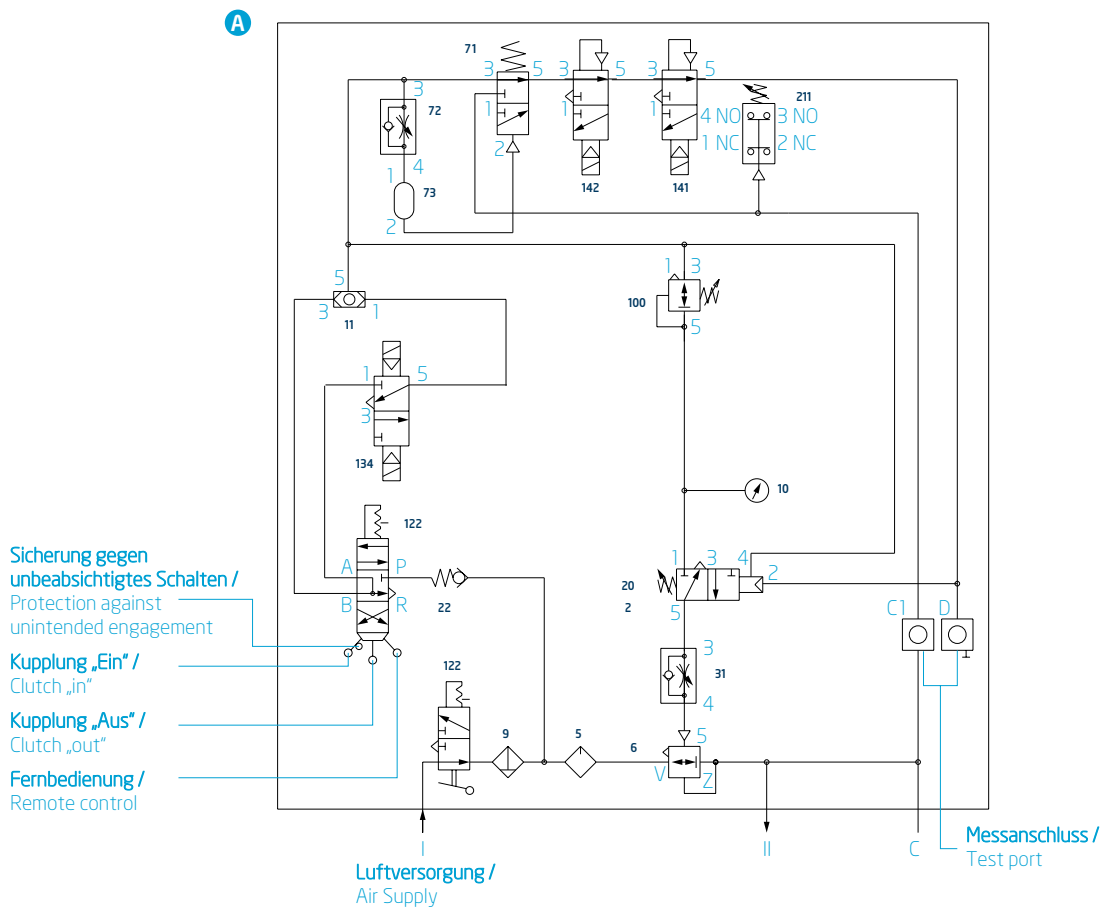 A
71
3
5
3
5
3
5
3
72
1
1
1
4 NO
3 NO
1 NC
2 NC
211
2
4
1
73
2
142
141
5
3
1
11
1
3
100
5
1
5
3
134
10
122
A
P
B
R
22
1
3
4
20
2
2
5
C1
D
3
31
4
122
9
5
6
5
V
Z
Sicherung gegen
unbeabsichtigtes Schalten /
Protection against
unintended engagement
Kupplung „Ein" /
Clutch „in"
Kupplung „Aus" /
Clutch „out"
Fernbedienung /
Remote control
I
II
C
Luftversorgung /
Air Supply
Messanschluss /
Test port